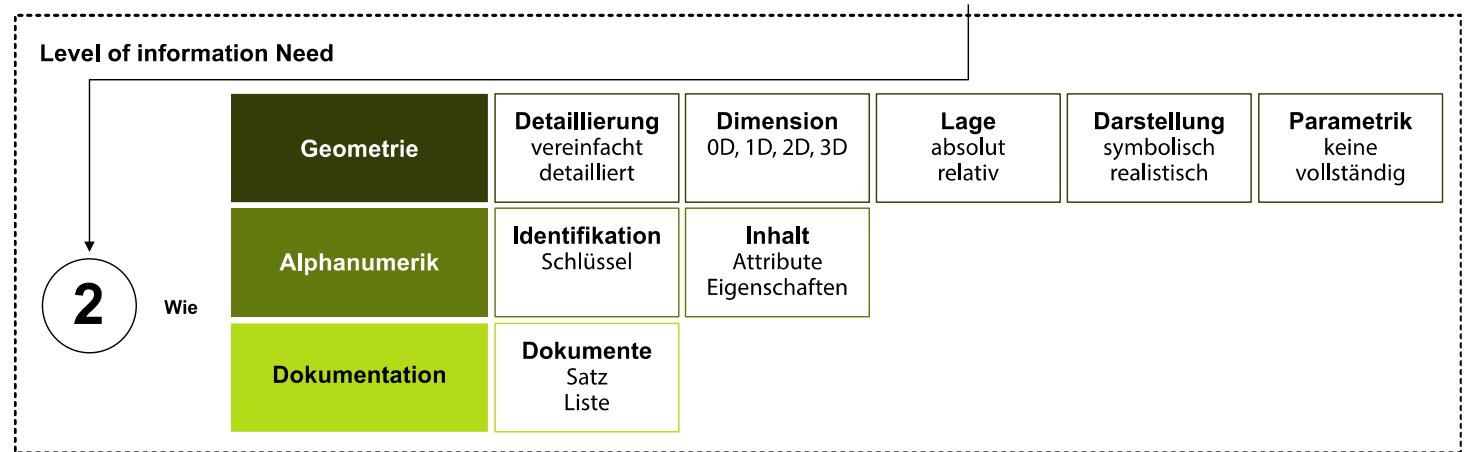 Level of information Need
Geometrie
Detaillierung
vereinfacht
detailliert
Dimension
0D, 1D, 2D, 3D
Lage
absolut
relativ
Darstellung
symbolisch
realistisch
Parametrik
keine
vollständig
2
Wie
Alphanumerik
Identifikation
Schlüssel
Inhalt
Attribute
Eigenschaften
Dokumentation
Dokumente
Satz
Liste